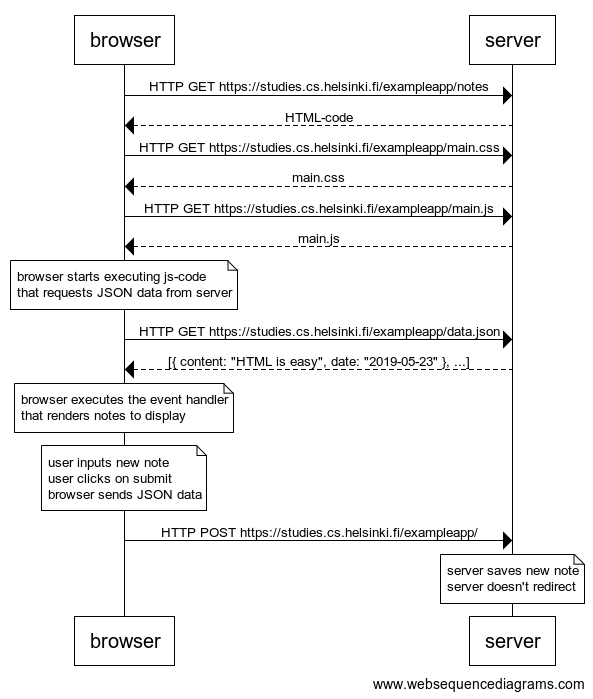 browser
server
HTTP GET https://studies.cs.helsinki.fi/exampleapp/notes
HTML-code
HTTP GET https://studies.cs.helsinki.fi/exampleapp/main.css
main.css
HTTP GET https://studies.cs.helsinki.fi/exampleapp/main.js
main.js
browser starts executing js-code
that requests JSON data from server
HTTP GET https://studies.cs.helsinki.fi/exampleapp/data.json
[{ content: "HTML is easy", date: "2019-05-23" }, ...]
browser executes the event handler
that renders notes to display
user inputs new note
user clicks on submit
browser sends JSON data
HTTP POST https://studies.cs.helsinki.fi/exampleapp/
server saves new note
server doesn't redirect
browser
server
www.websequencediagrams.com